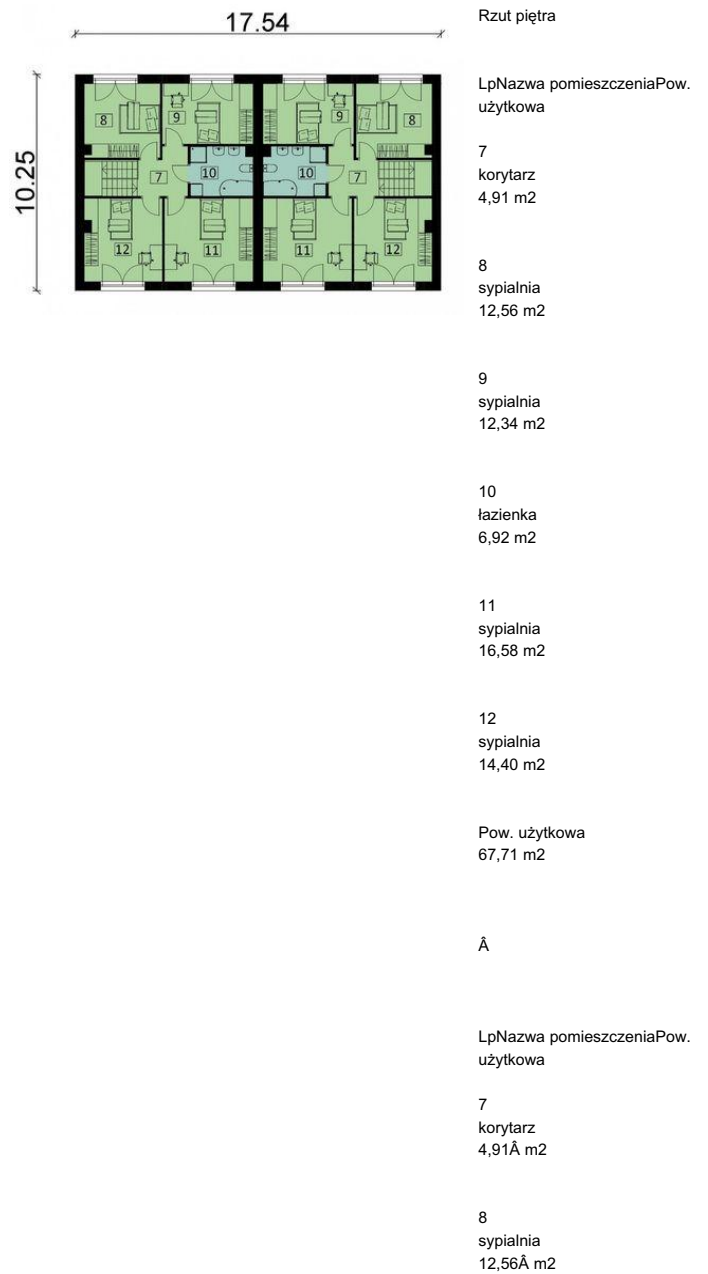 17.54
10.25
8
9
9
8
7
10
10
7
12
11
11
12
Rzut piętra
LpNazwa pomieszczeniaPow.
użytkowa
7
korytarz
4,91 m2
8
sypialnia
12,56 m2
9
sypialnia
12,34 m2
10
łazienka
6,92 m2
11
sypialnia
16,58 m2
12
sypialnia
14,40 m2
Pow. użytkowa
67,71 m2
Â
LpNazwa pomieszczeniaPow.
użytkowa
7
korytarz
4,91Â m2
8
sypialnia
12,56Â m2